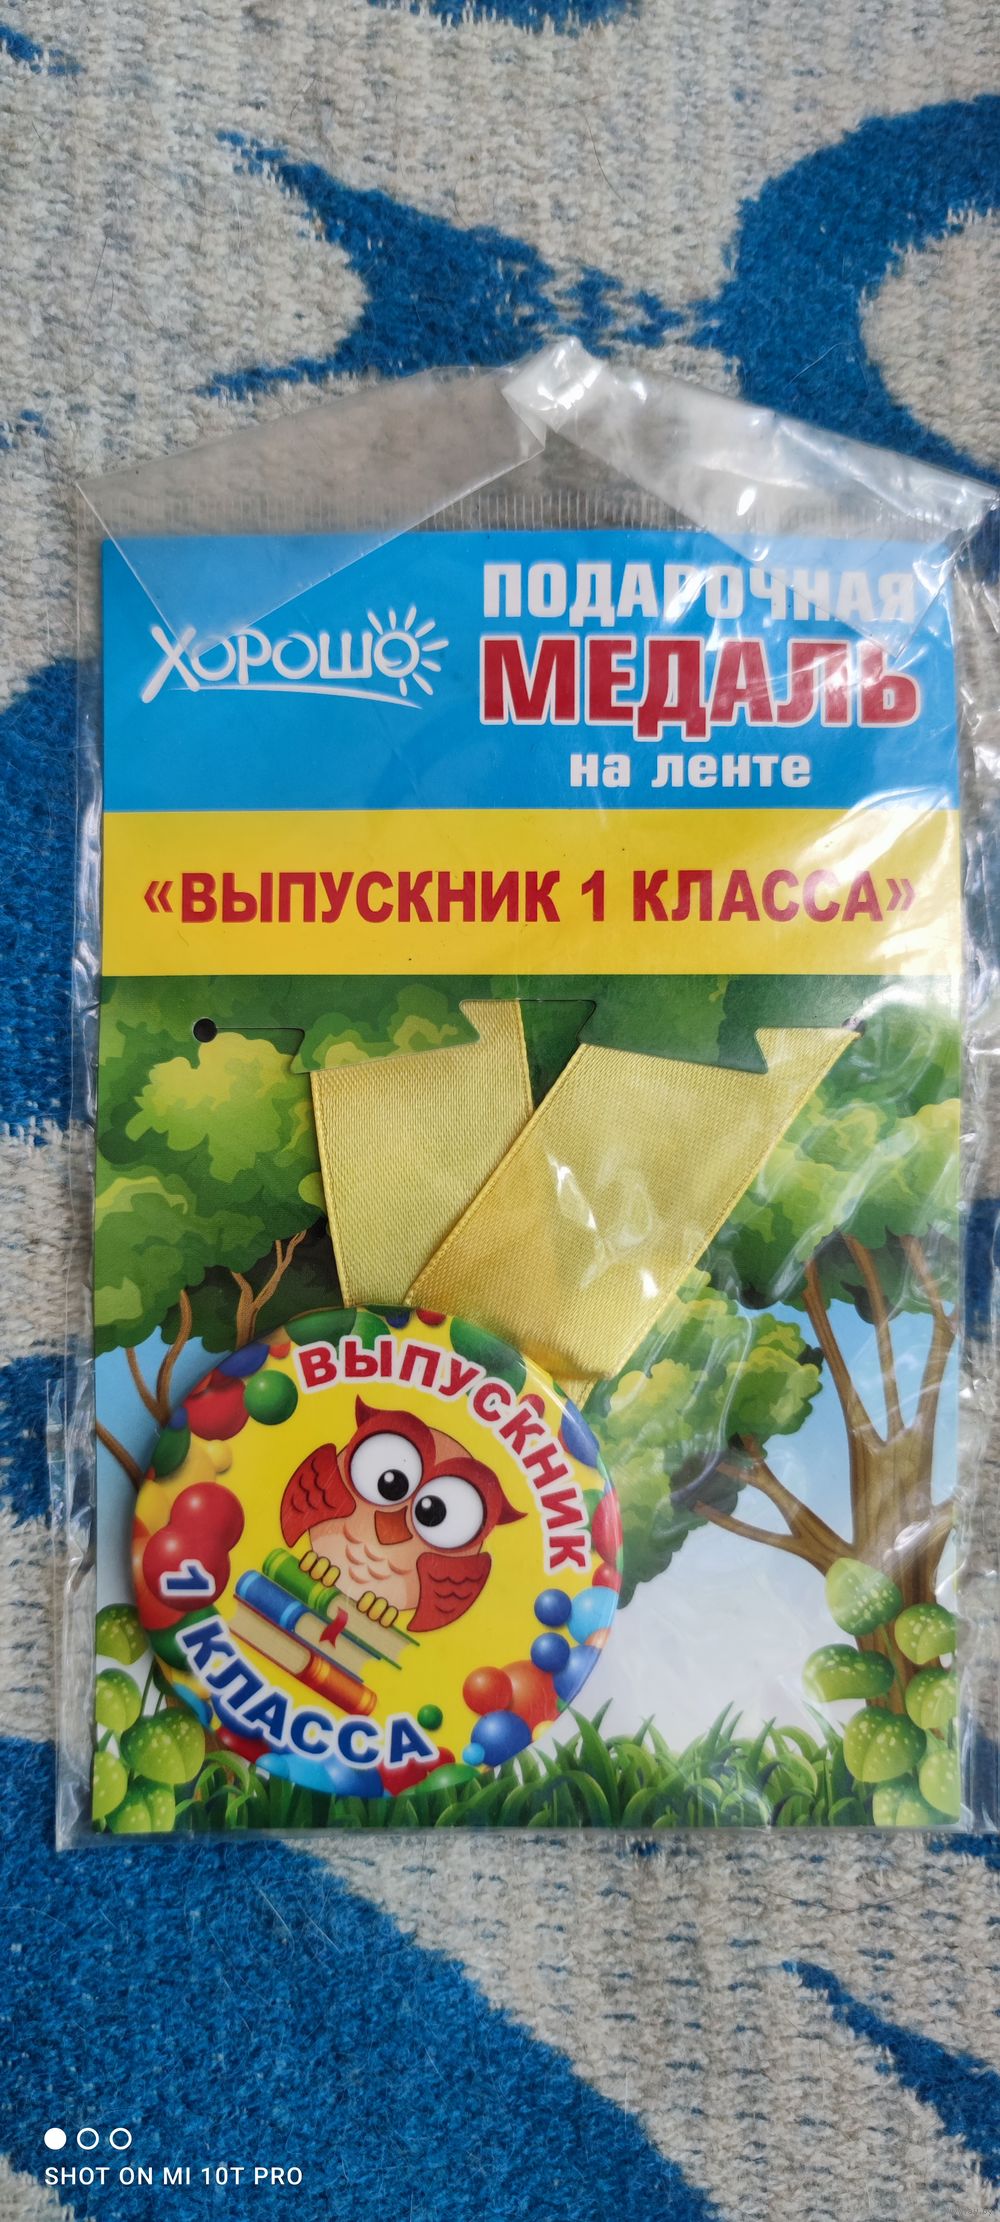 ХОРОШО
ПОДАРОЧНАЯ
МЕДАЛЬ
на ленте
«ВЫПУСКНИК 1 КЛАССА»
ВЫПУСКНИК
1 КЛАССА
SHOT ON MI 10T PRO